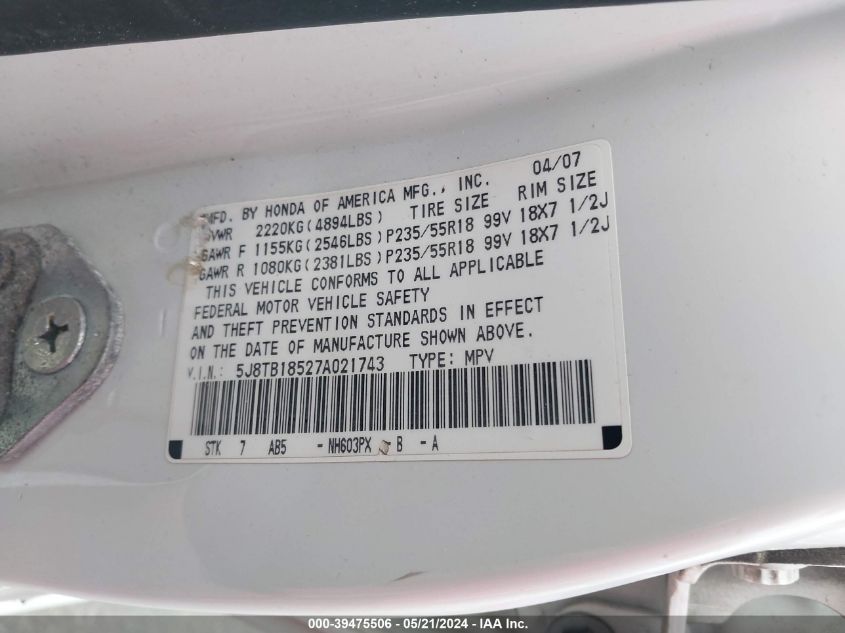 04/07
MFD. BY HONDA OF AMERICA MFG., INC.
GVWR 2220KG(4894LBS) TIRE SIZE RIM SIZE
GAWR F 1155KG(2546LBS)P235/55R18 99V 18X7 1/2J
GAWR R 1080KG(2381LBS)P235/55R18 99V 18X7 1/2J
THIS VEHICLE CONFORMS TO ALL APPLICABLE
FEDERAL MOTOR VEHICLE SAFETY
AND THEFT PREVENTION STANDARDS IN EFFECT
ON THE DATE OF MANUFACTURE SHOWN ABOVE.
V.I.N.: 5J8TB18527A021743 TYPE: MPV
STK 7 AB5 -NH603PX -B -A
000-39475506 - 05/21/2024 - IAA Inc.